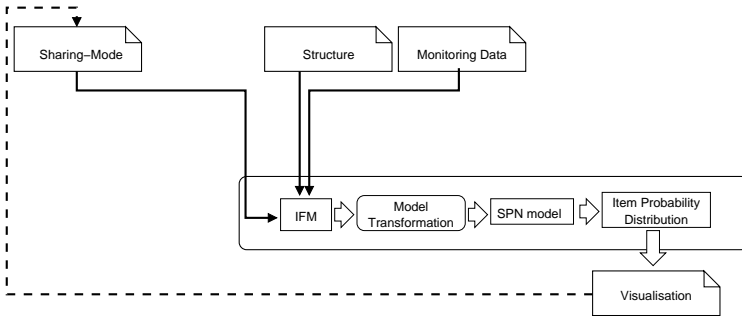 Sharing–Mode
Structure
Monitoring Data
IFM
Model
Transformation
SPN model
Item Probability
Distribution
Visualisation